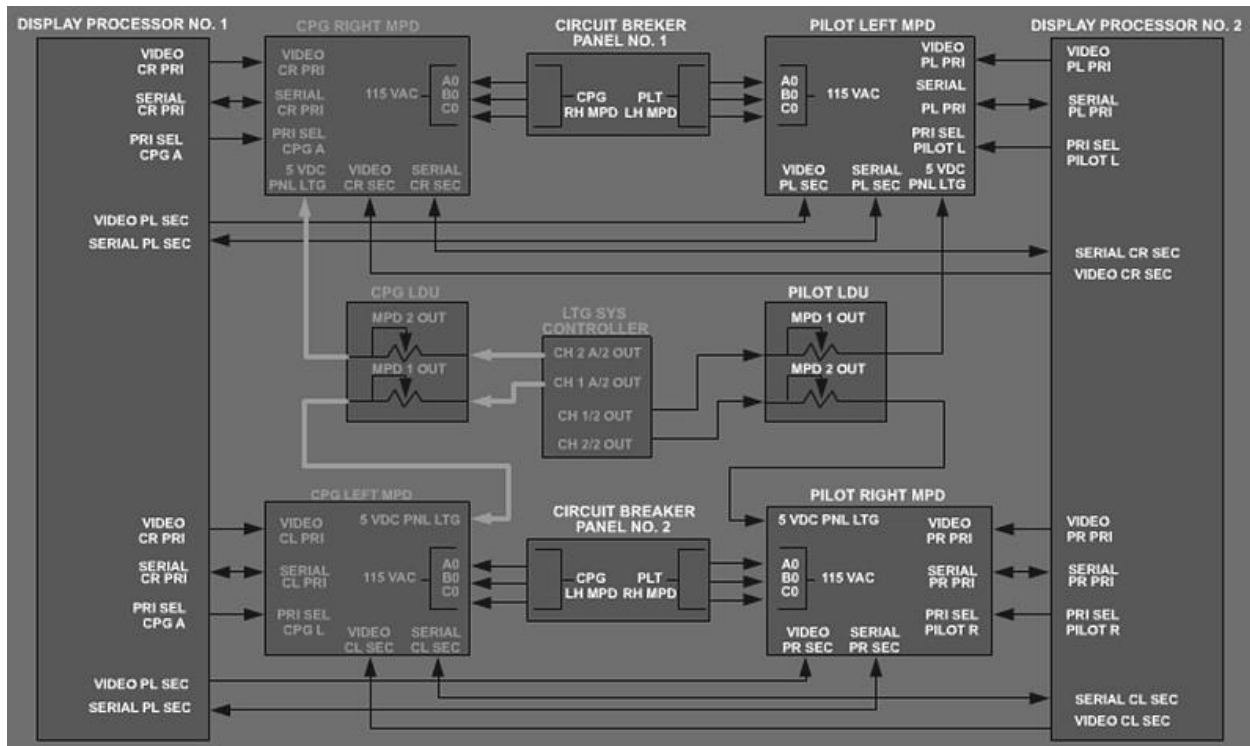 DISPLAY PROCESSOR NO. 1
CPG RIGHT MPD
CIRCUIT BREKER
PANEL NO. 1
PILOT LEFT MPD
DISPLAY PROCESSOR NO. 2
VIDEO
CR PRI
SERIAL
CR PRI
PRI SEL
CPG A
VIDEO
CR PRI
SERIAL
CR PRI
PRI SEL
CPG A
115 VAC
A0
B0
C0
5 VDC
PNL LTG
VIDEO
CR SEC
SERIAL
CR SEC
CPG
RH MPD
PLT
LH MPD
A0
B0
C0
115 VAC
VIDEO
PL PRI
SERIAL
PL PRI
PRI SEL
PILOT L
VIDEO
PL SEC
SERIAL
PL SEC
5 VDC
PNL LTG
VIDEO
PL PRI
SERIAL
PL PRI
PRI SEL
PILOT L
VIDEO PL SEC
SERIAL PL SEC
SERIAL CR SEC
VIDEO CR SEC
CPG LDU
MPD 2 OUT
MPD 1 OUT
LTG SYS
CONTROLLER
CH 2 A/2 OUT
CH 1 A/2 OUT
CH 1/2 OUT
CH 2/2 OUT
PILOT LDU
MPD 1 OUT
MPD 2 OUT
CPG LEFT MPD
CIRCUIT BREAKER
PANEL NO. 2
PILOT RIGHT MPD
VIDEO
CR PRI
SERIAL
CR PRI
PRI SEL
CPG A
5 VDC PNL LTG
VIDEO
CL PRI
SERIAL
CL PRI
PRI SEL
CPG L
115 VAC
A0
B0
C0
VIDEO
CL SEC
SERIAL
CL SEC
CPG
LH MPD
PLT
RH MPD
5 VDC PNL LTG
A0
B0
C0
115 VAC
VIDEO
PR PRI
SERIAL
PR PRI
PRI SEL
PILOT R
VIDEO
PR SEC
SERIAL
PR SEC
VIDEO
PR PRI
SERIAL
PR PRI
PRI SEL
PILOT R
VIDEO PL SEC
SERIAL PL SEC
SERIAL CL SEC
VIDEO CL SEC